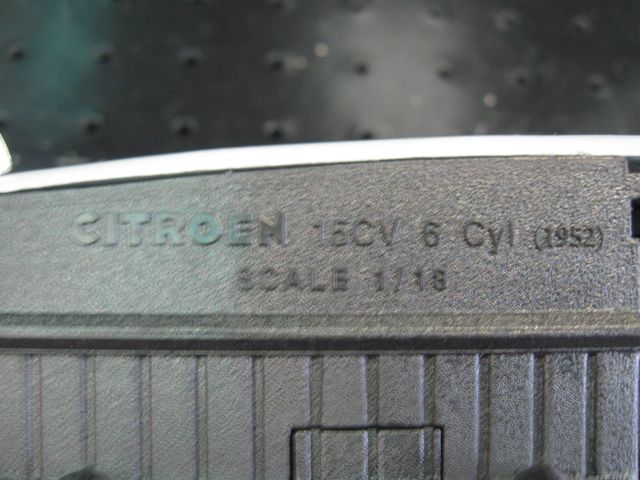 CITROEN 15CV 6 Cyl (1952)
SCALE 1/18